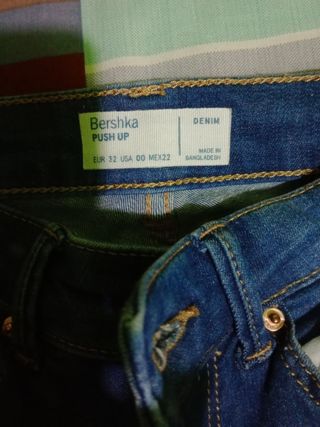 Bershka
PUSH UP
EUR 32 USA 00 MEX22
DENIM
MADE IN
BANGLADESH